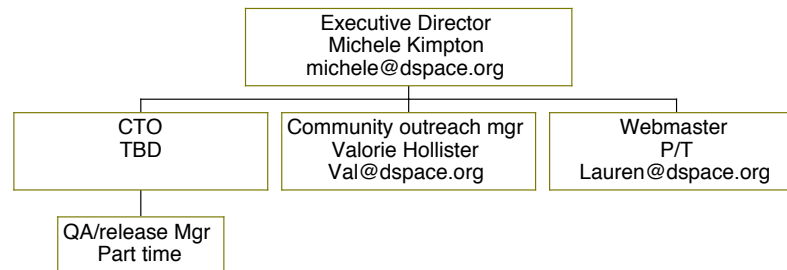 Executive Director
Michele Kimpton
michele@dspace.org
CTO
TBD
Community outreach mgr
Valorie Hollister
Val@dspace.org
Webmaster
P/T
Lauren@dspace.org
QA/release Mgr
Part time